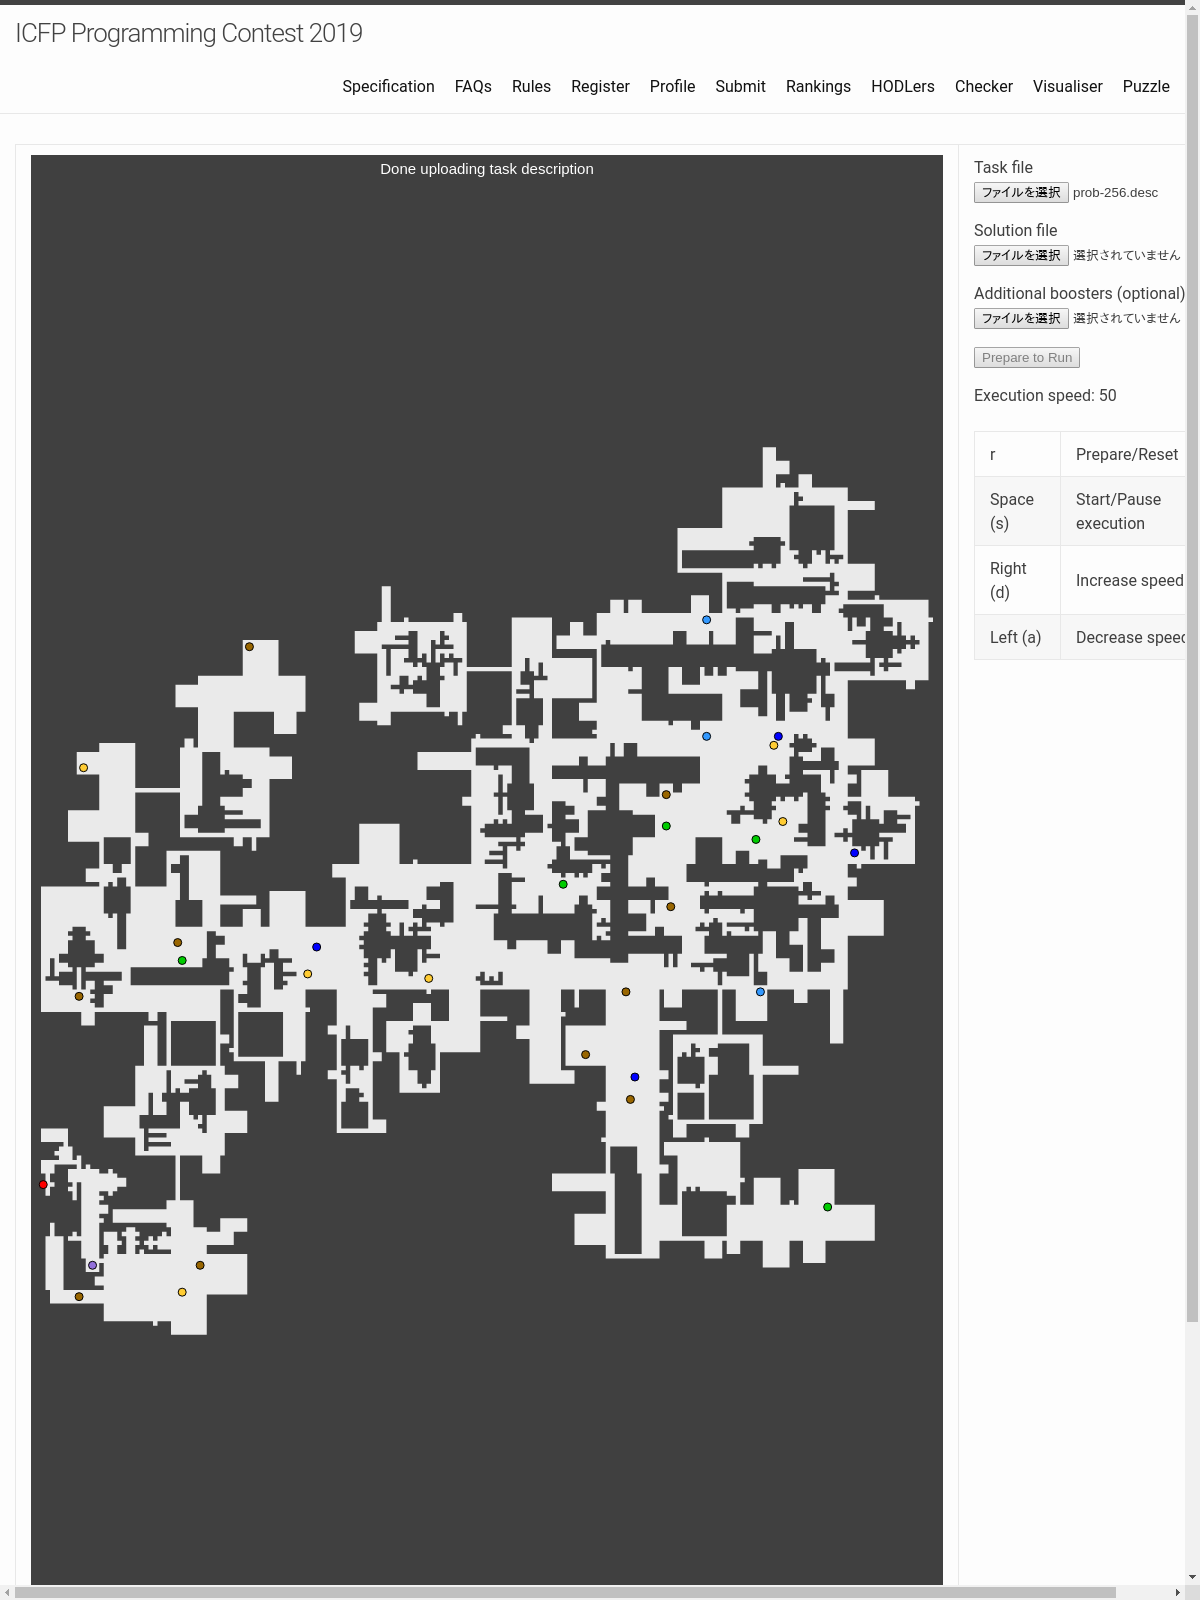 ICFP Programming Contest 2019
Specification FAQs Rules Register Profile Submit Rankings HODLers Checker Visualiser Puzzle
Done uploading task description
Task file
ファイルを選択 prob-256.desc
Solution file
ファイルを選択 選択されていません
Additional boosters (optional)
ファイルを選択 選択されていません
Prepare to Run
Execution speed: 50
r Prepare/Reset
Space (s) Start/Pause execution
Right (d) Increase speed
Left (a) Decrease speed